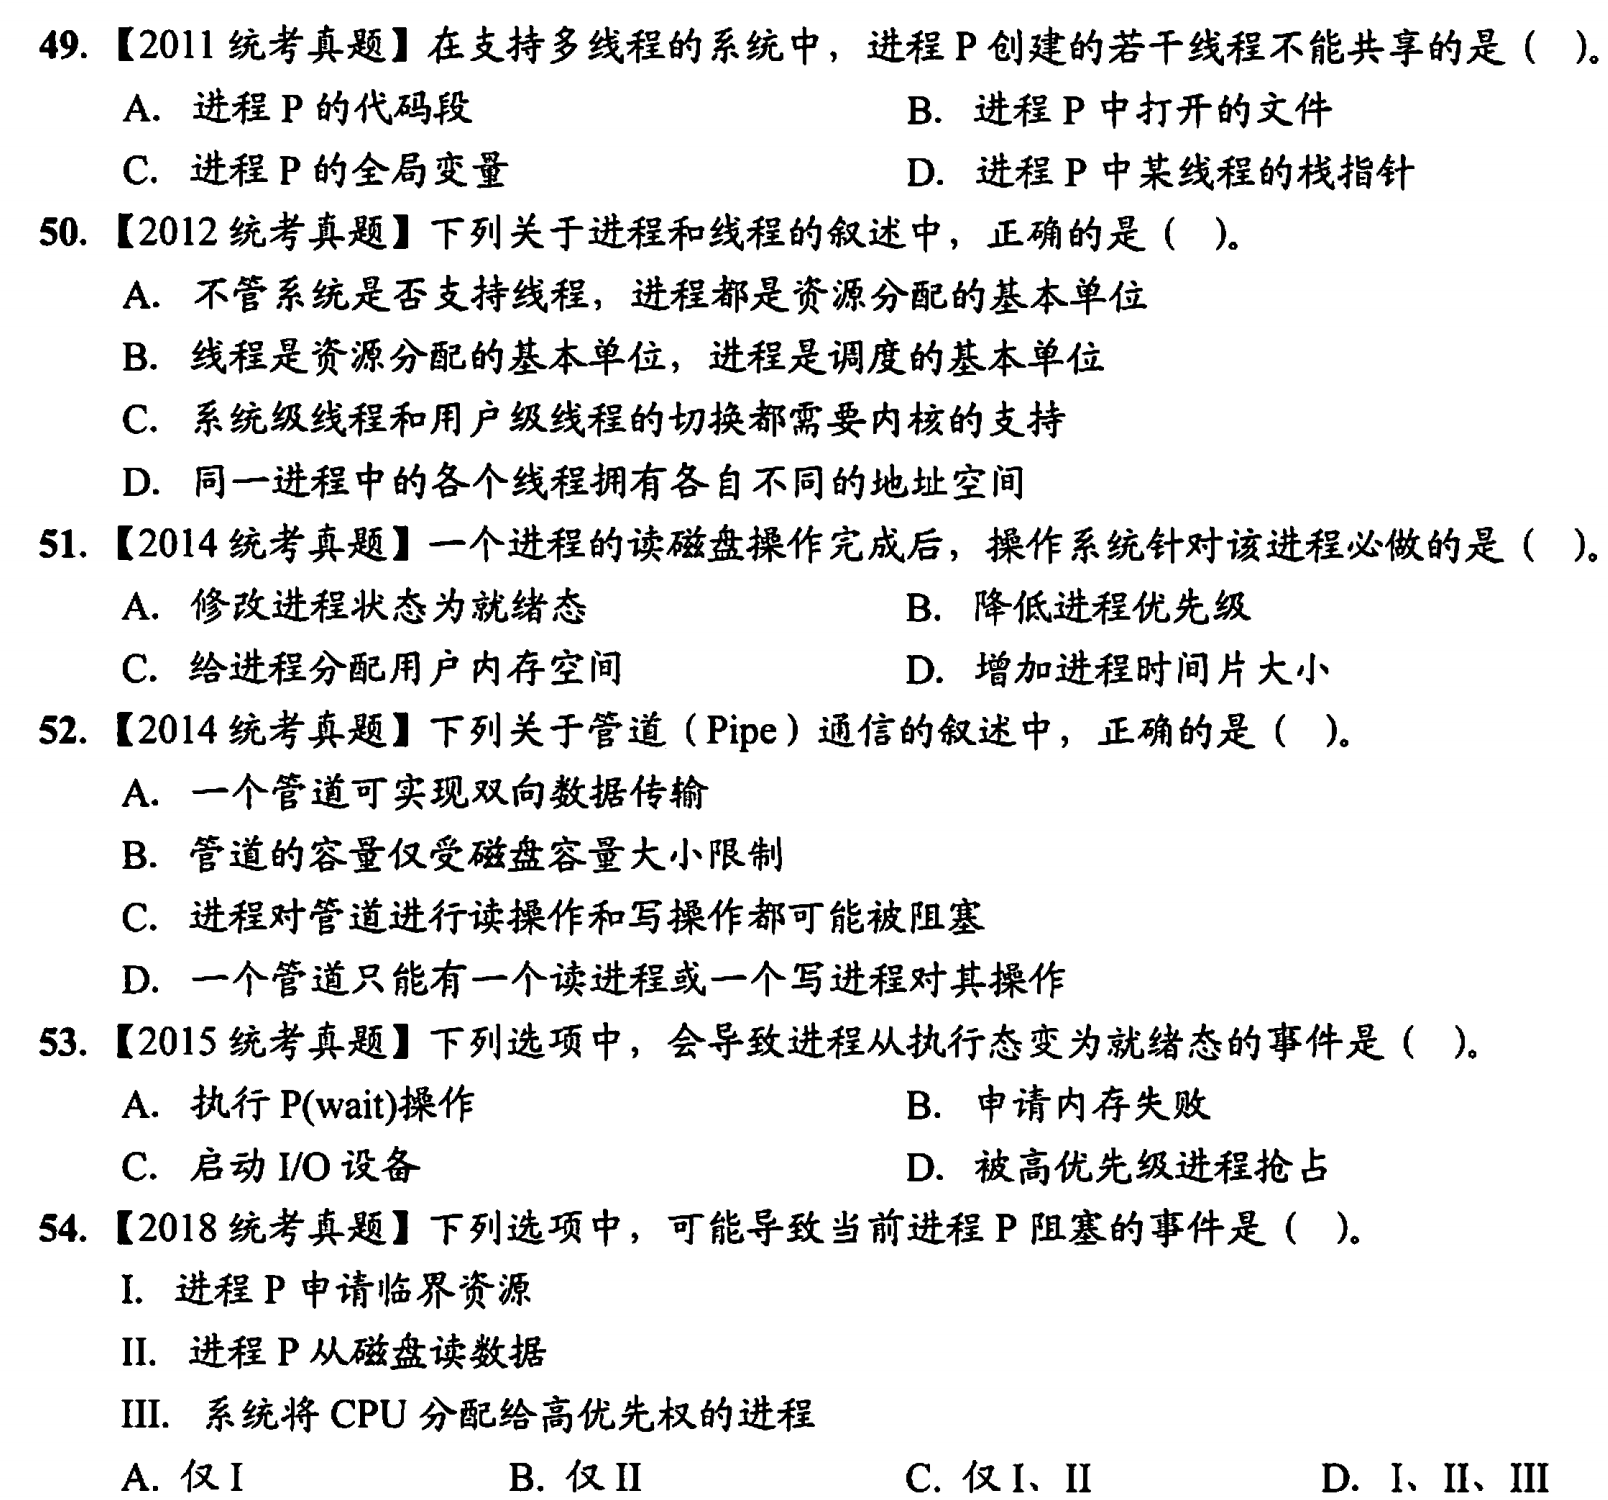 49. 【2011 统考真题】在支持多线程的系统中，进程 P 创建的若干线程不能共享的是（ ）。
A. 进程 P 的代码段 B. 进程 P 中打开的文件
C. 进程 P 的全局变量 D. 进程 P 中某线程的栈指针
50. 【2012 统考真题】下列关于进程和线程的叙述中，正确的是（ ）。
A. 不管系统是否支持线程，进程都是资源分配的基本单位
B. 线程是资源分配的基本单位，进程是调度的基本单位
C. 系统级线程和用户级线程的切换都需要内核的支持
D. 同一进程中的各个线程拥有各自不同的地址空间
51. 【2014 统考真题】一个进程的读磁盘操作完成后，操作系统针对该进程必做的是（ ）。
A. 修改进程状态为就绪态 B. 降低进程优先级
C. 给进程分配用户内存空间 D. 增加进程时间片大小
52. 【2014 统考真题】下列关于管道（Pipe）通信的叙述中，正确的是（ ）。
A. 一个管道可实现双向数据传输
B. 管道的容量仅受磁盘容量大小限制
C. 进程对管道进行读操作和写操作都可能被阻塞
D. 一个管道只能有一个读进程或一个写进程对其操作
53. 【2015 统考真题】下列选项中，会导致进程从执行态变为就绪态的事件是（ ）。
A. 执行 P(wait)操作 B. 申请内存失败
C. 启动 I/O 设备 D. 被高优先级进程抢占
54. 【2018 统考真题】下列选项中，可能导致当前进程 P 阻塞的事件是（ ）。
I. 进程 P 申请临界资源
II. 进程 P 从磁盘读数据
III. 系统将 CPU 分配给高优先权的进程
A. 仅 I B. 仅 II C. 仅 I、II D. I、II、III